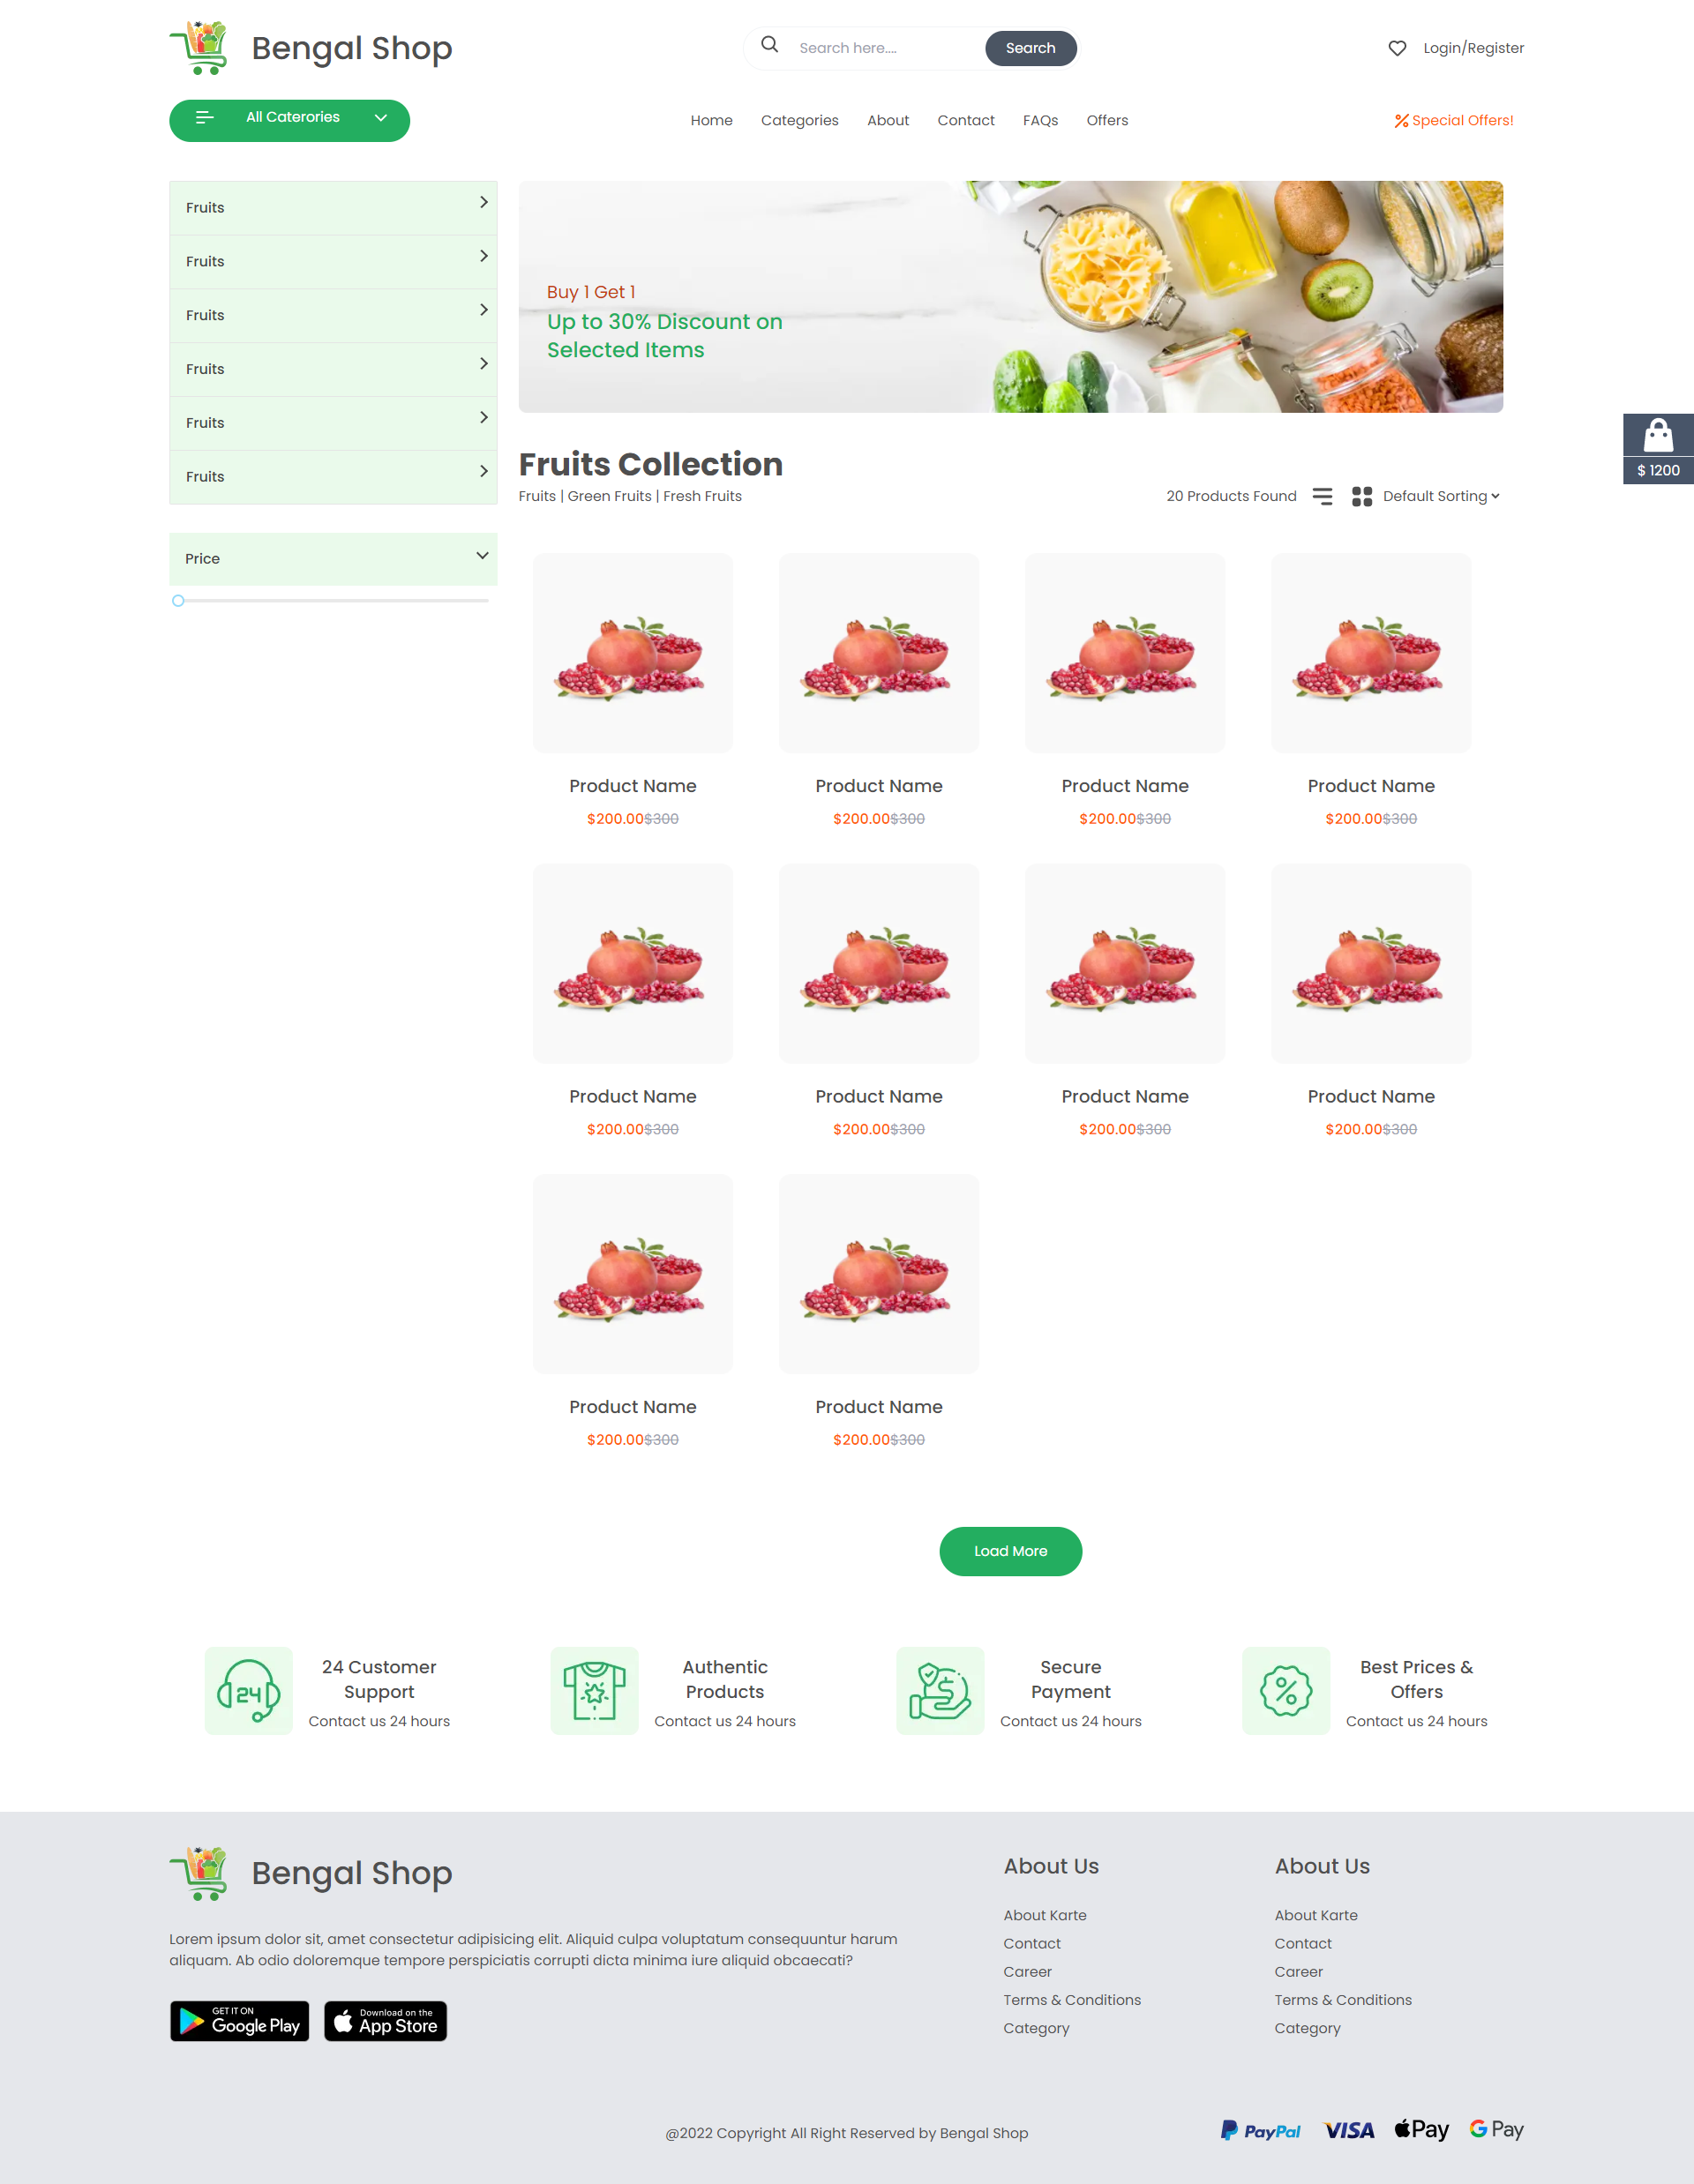 Bengal Shop
Search here....
Search
Login/Register
All Caterories
Home Categories About Contact FAQs Offers
Special Offers!
Fruits
Fruits
Fruits
Fruits
Fruits
Fruits
Price
Buy 1 Get 1
Up to 30% Discount on
Selected Items
$ 1200
Fruits Collection
Fruits | Green Fruits | Fresh Fruits
20 Products Found
Default Sorting
Product Name Product Name Product Name Product Name
$200.00$300 $200.00$300 $200.00$300 $200.00$300
Product Name Product Name Product Name Product Name
$200.00$300 $200.00$300 $200.00$300 $200.00$300
Product Name Product Name
$200.00$300 $200.00$300
Load More
24
24 Customer
Support
Contact us 24 hours
Authentic
Products
Contact us 24 hours
$
Secure
Payment
Contact us 24 hours
%
Best Prices &
Offers
Contact us 24 hours
Bengal Shop
Lorem ipsum dolor sit, amet consectetur adipisicing elit. Aliquid culpa voluptatum consequuntur harum
aliquam. Ab odio doloremque tempore perspiciatis corrupti dicta minima iure aliquid obcaecati?
GET IT ON
Google Play
Download on the
App Store
About Us
About Karte
Contact
Career
Terms & Conditions
Category
About Us
About Karte
Contact
Career
Terms & Conditions
Category
@2022 Copyright All Right Reserved by Bengal Shop
PayPal VISA Pay G Pay